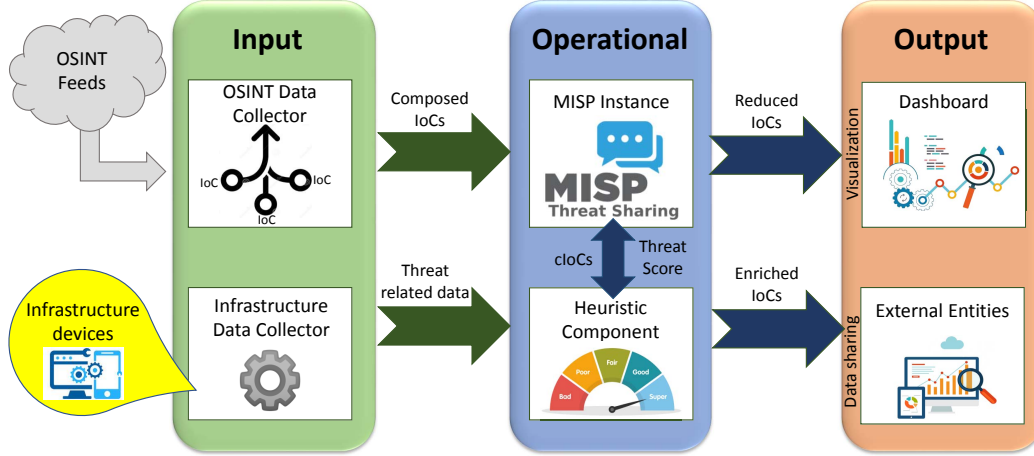 OSINT
Feeds
Input
OSINT Data
Collector
IoC
IoC
IoC
Composed
IoCs
Operational
MISP Instance
MISP
Threat Sharing
Reduced
IoCs
Output
Dashboard
Visualization
cIoCs
Threat
Score
Infrastructure
devices
Infrastructure
Data Collector
Threat
related data
Heuristic
Component
Bad
Poor
Fair
Good
Super
Enriched
IoCs
External Entities
Data sharing